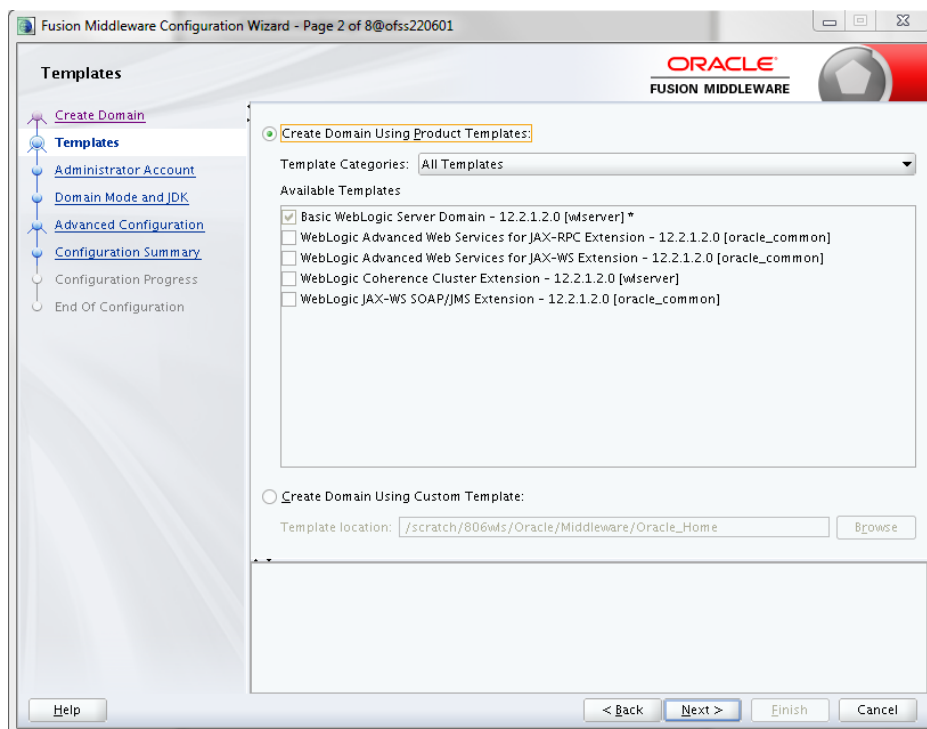 Fusion Middleware Configuration Wizard - Page 2 of 8@ofss220601
Templates
ORACLE
FUSION MIDDLEWARE
Create Domain
Templates
Administrator Account
Domain Mode and JDK
Advanced Configuration
Configuration Summary
Configuration Progress
End Of Configuration
Create Domain Using Product Templates:
Template Categories: All Templates
Available Templates
Basic WebLogic Server Domain - 12.2.1.2.0 [wlserver] *
WebLogic Advanced Web Services for JAX-RPC Extension - 12.2.1.2.0 [oracle_common]
WebLogic Advanced Web Services for JAX-WS Extension - 12.2.1.2.0 [oracle_common]
WebLogic Coherence Cluster Extension - 12.2.1.2.0 [wlserver]
WebLogic JAX-WS SOAP/JMS Extension - 12.2.1.2.0 [oracle_common]
Create Domain Using Custom Template:
Template location: /scratch/806wls/Oracle/Middleware/Oracle_Home Browse
Help < Back Next > Finish Cancel